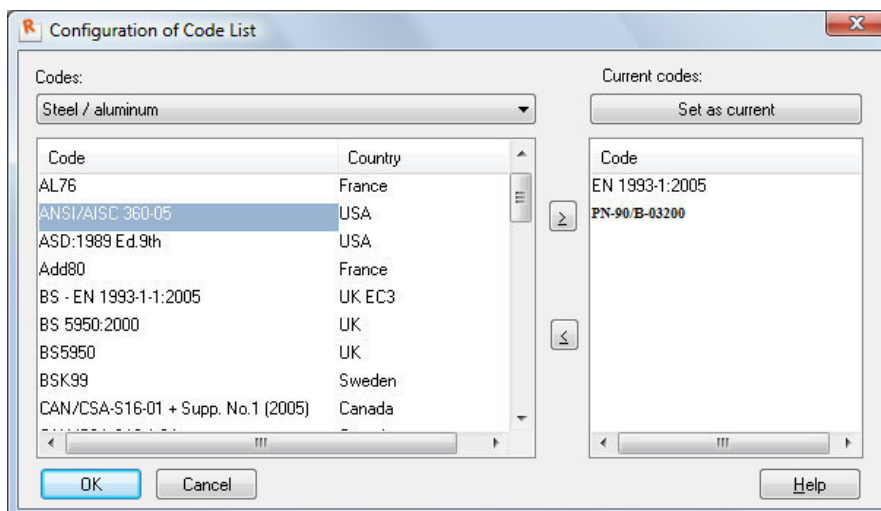 Configuration of Code List
Codes:
Current codes:
Steel / aluminum
Set as current
Code Country
AL76 France
ANSI/AISC 360-05 USA
ASD:1989 Ed.9th USA
Add80 France
BS - EN 1993-1-1:2005 UK EC3
BS 5950:2000 UK
BS5950 UK
BSK99 Sweden
CAN/CSA-S16-01 + Supp. No.1 (2005) Canada
≥
≤
Code
EN 1993-1:2005
PN-90/B-03200
OK
Cancel
Help